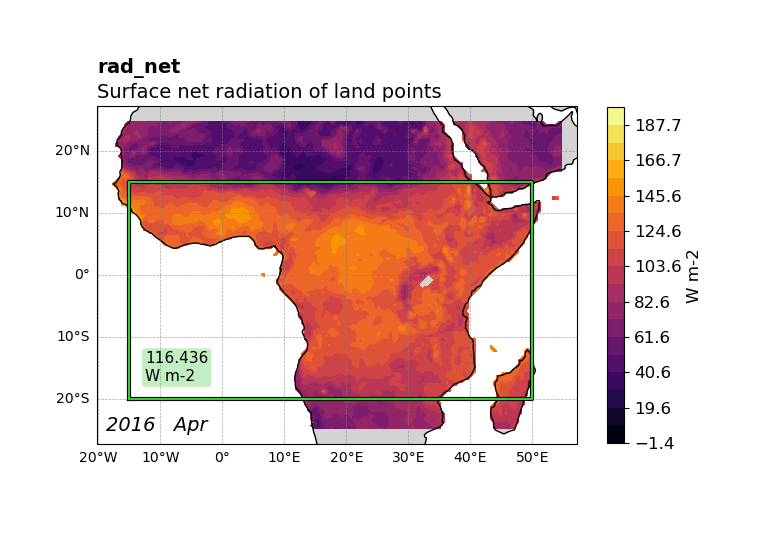 rad_net
Surface net radiation of land points
20°N
10°N
0°
10°S
20°S
20°W 10°W 0° 10°E 20°E 30°E 40°E 50°E
116.436
W m-2
2016 Apr
187.7
166.7
145.6
124.6
103.6
82.6
61.6
40.6
19.6
−1.4
W m-2